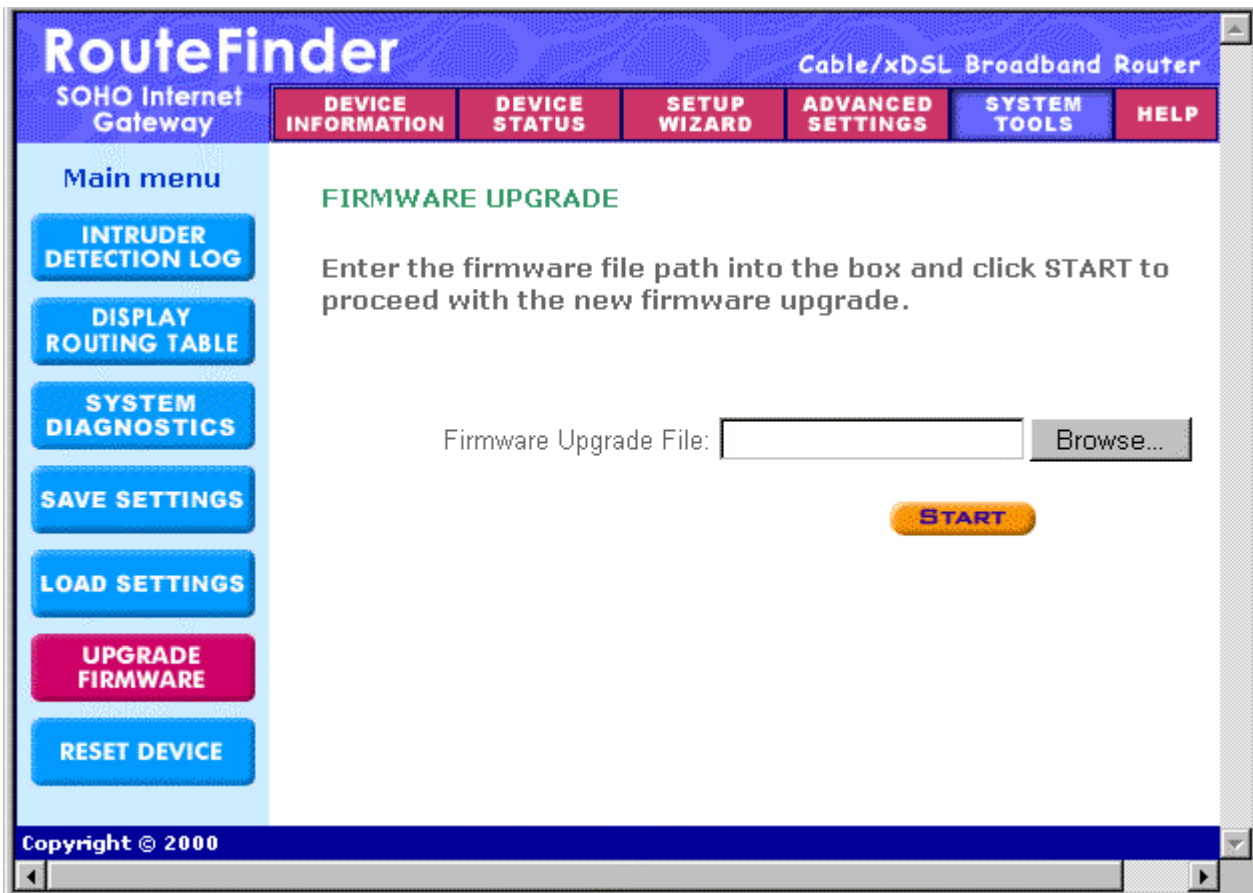 RouteFinder
Cable/xDSL Broadband Router
SOHO Internet
Gateway
DEVICE
INFORMATION
DEVICE
STATUS
SETUP
WIZARD
ADVANCED
SETTINGS
SYSTEM
TOOLS
HELP
Main menu
INTRUDER
DETECTION LOG
DISPLAY
ROUTING TABLE
SYSTEM
DIAGNOSTICS
SAVE SETTINGS
LOAD SETTINGS
UPGRADE
FIRMWARE
RESET DEVICE
FIRMWARE UPGRADE
Enter the firmware file path into the box and click START to
proceed with the new firmware upgrade.
Firmware Upgrade File:
Browse...
START
Copyright © 2000